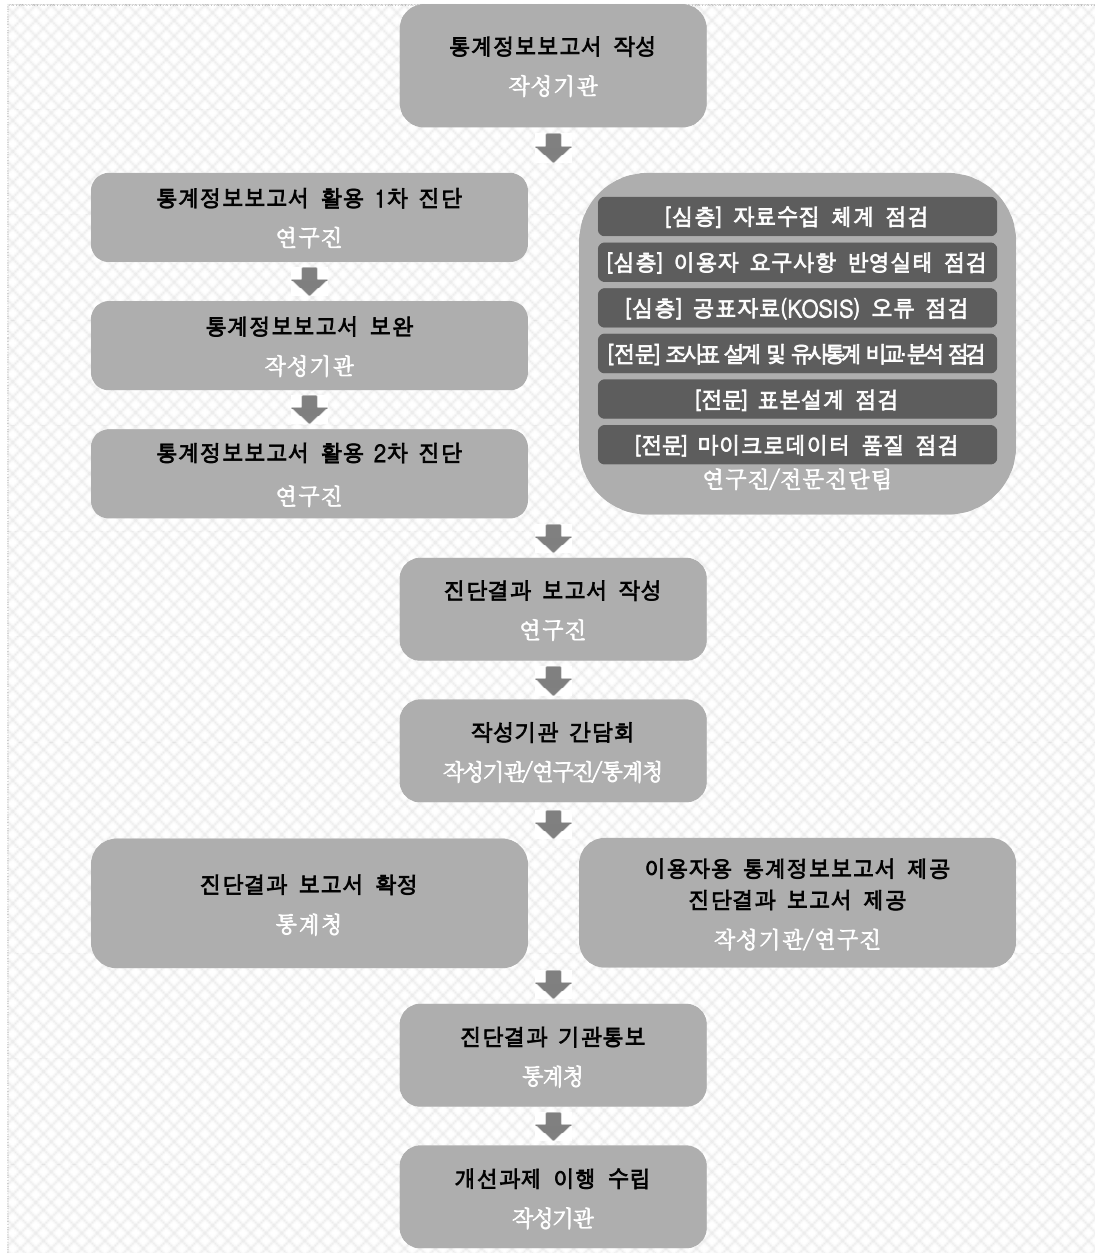 통계정보보고서 작성
작성기관
통계정보보고서 활용 1차 진단
연구진
통계정보보고서 보완
작성기관
통계정보보고서 활용 2차 진단
연구진
[심층] 자료수집 체계 점검
[심층] 이용자 요구사항 반영실태 점검
[심층] 공표자료(KOSIS) 오류 점검
[전문] 조사표 설계 및 유사통계 비교·분석 점검
[전문] 표본설계 점검
[전문] 마이크로데이터 품질 점검
연구진/전문진단팀
진단결과 보고서 작성
연구진
작성기관 간담회
작성기관/연구진/통계청
진단결과 보고서 확정
통계청
이용자용 통계정보보고서 제공
진단결과 보고서 제공
작성기관/연구진
진단결과 기관통보
통계청
개선과제 이행 수립
작성기관